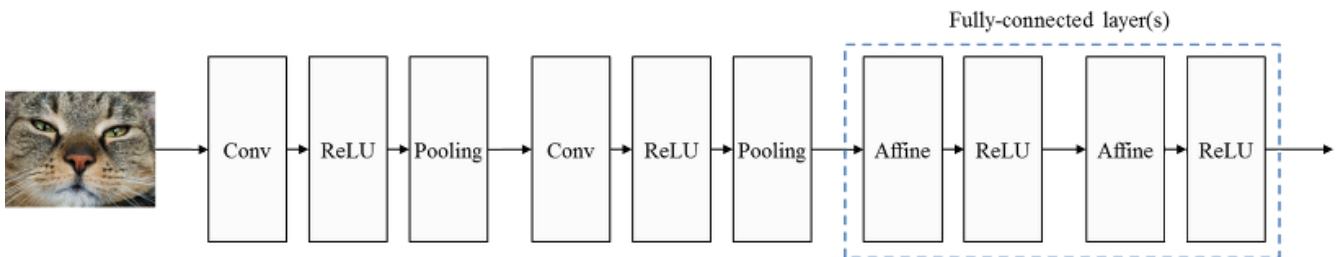 Fully-connected layer(s)
Conv ReLU Pooling Conv ReLU Pooling Affine ReLU Affine ReLU